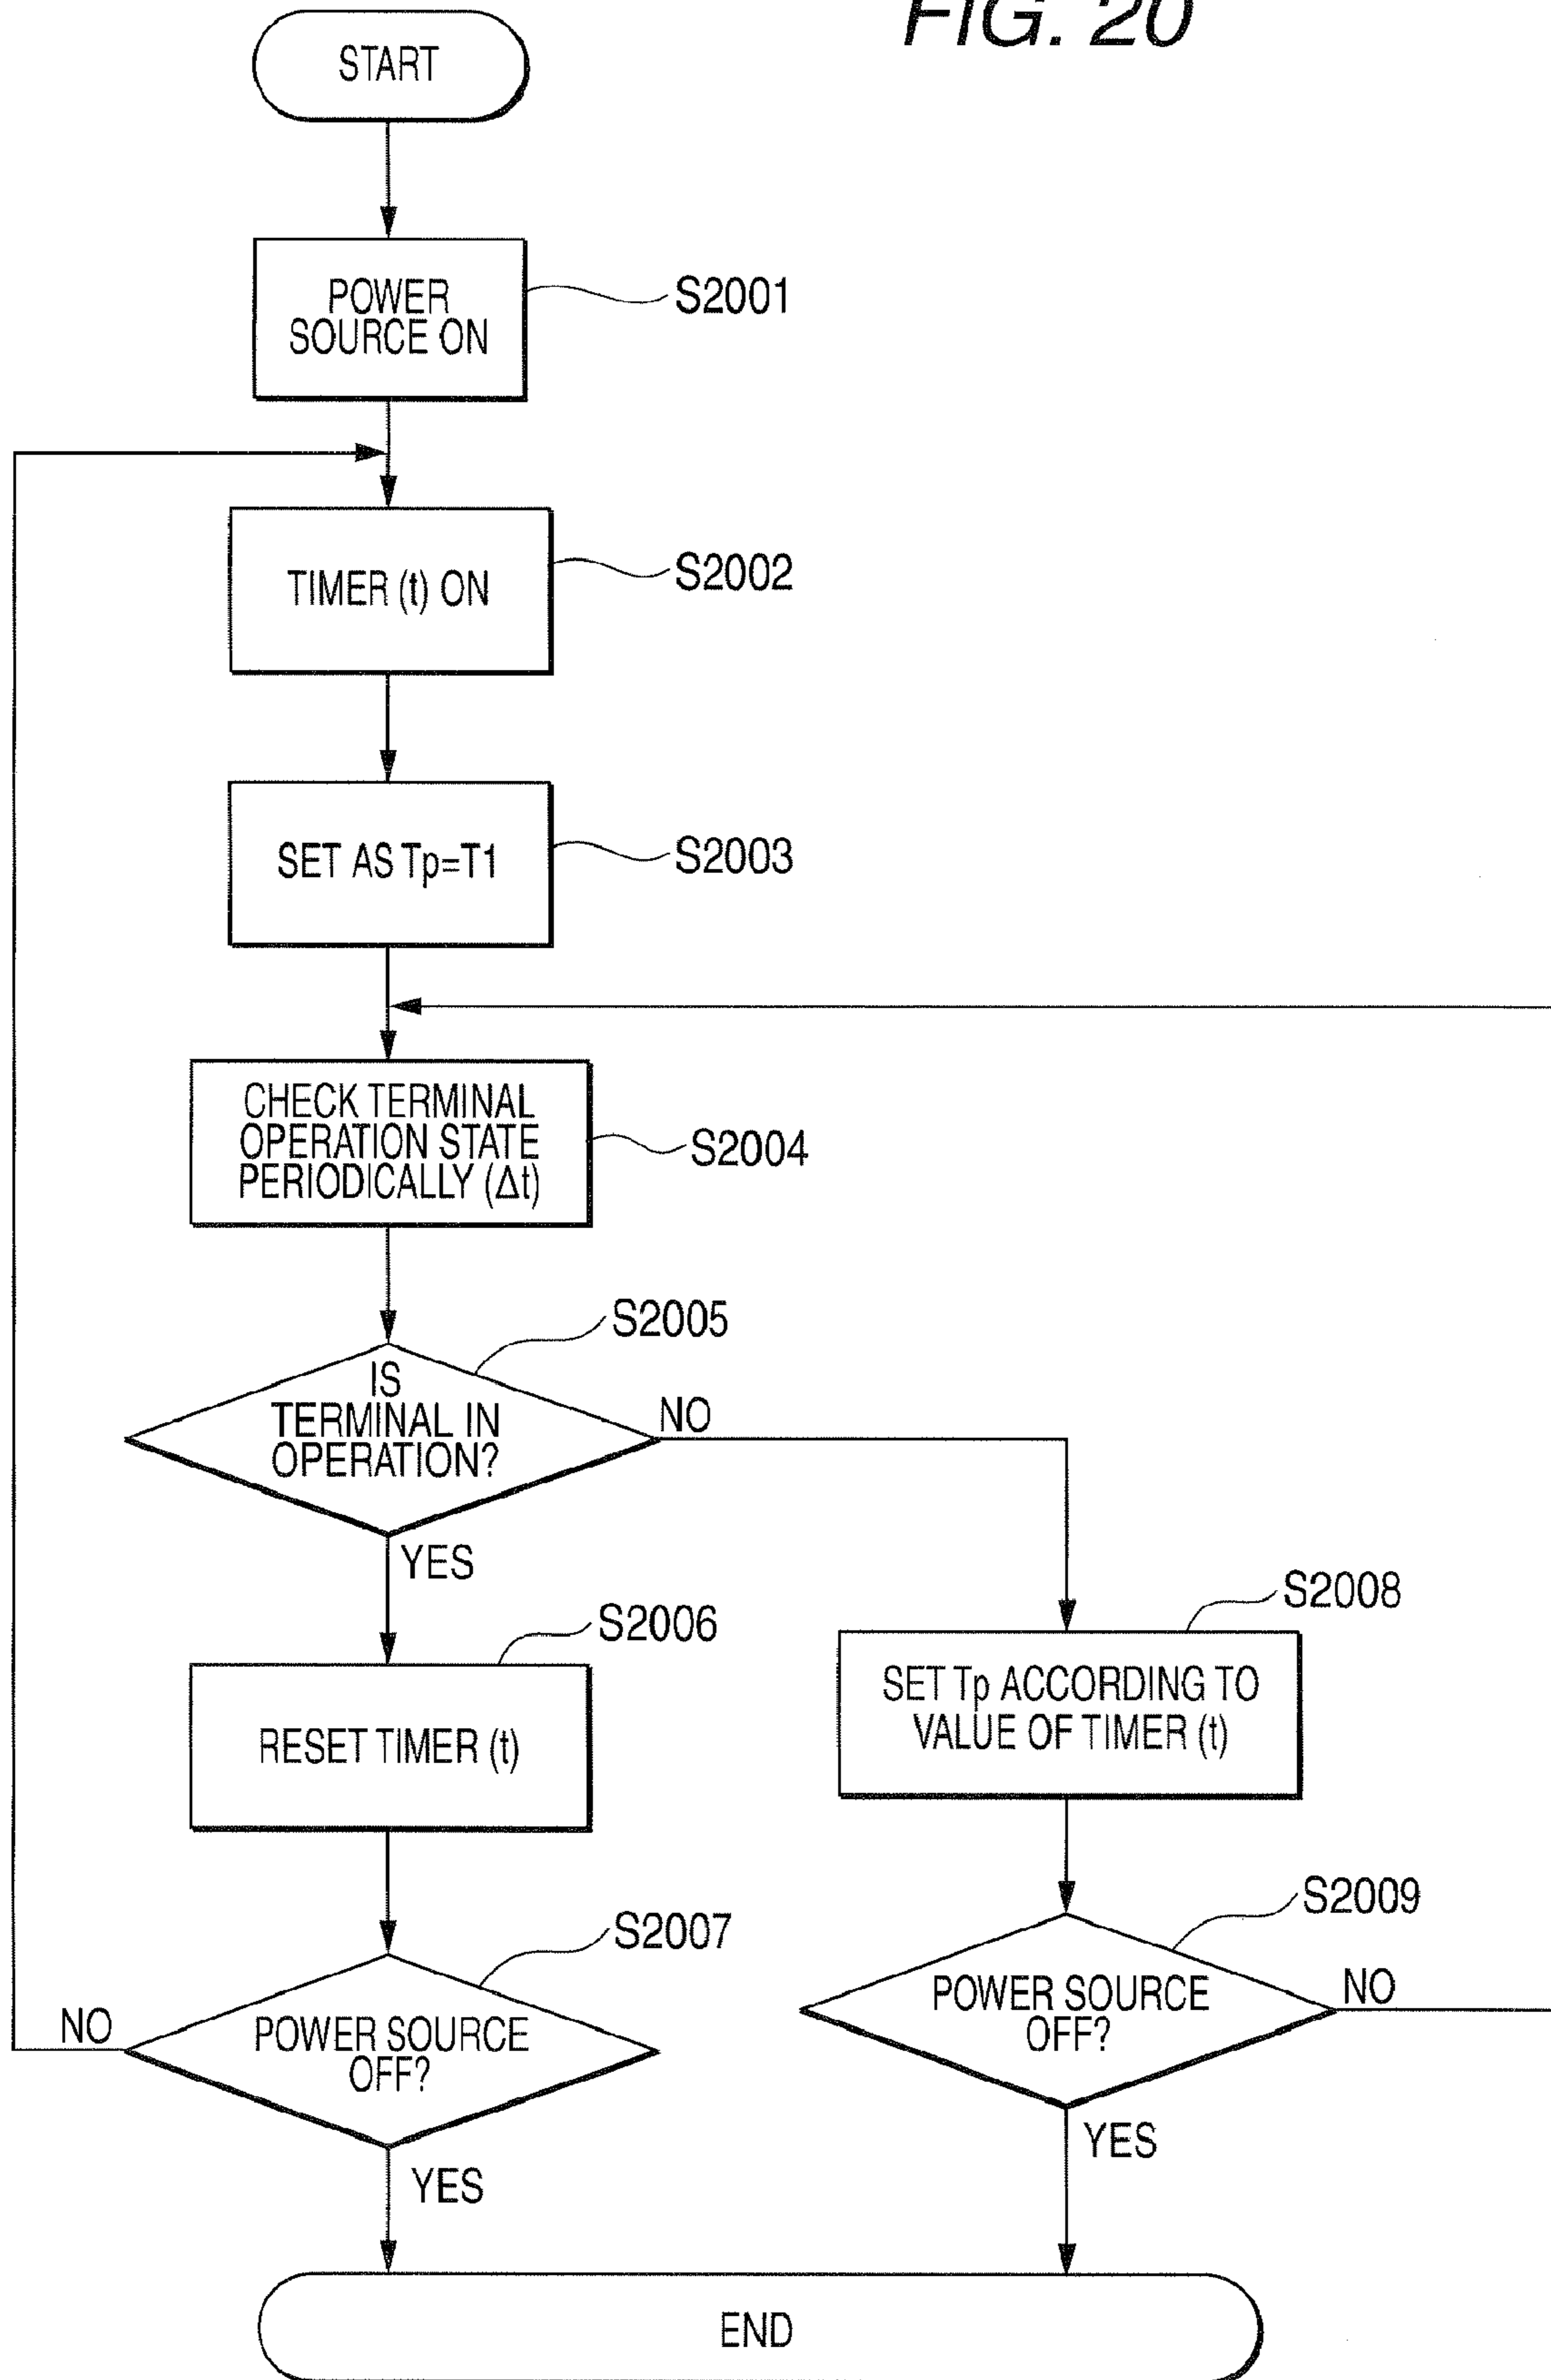 FIG. 20
START
POWER
SOURCE ON
S2001
TIMER (t) ON
S2002
SET AS Tp=T1
S2003
CHECK TERMINAL
OPERATION STATE
PERIODICALLY (Δt)
S2004
S2005
IS
TERMINAL IN
OPERATION?
NO
YES
S2006
RESET TIMER (t)
S2008
SET Tp ACCORDING TO
VALUE OF TIMER (t)
S2007
POWER SOURCE
OFF?
NO
YES
S2009
POWER SOURCE
OFF?
NO
YES
END